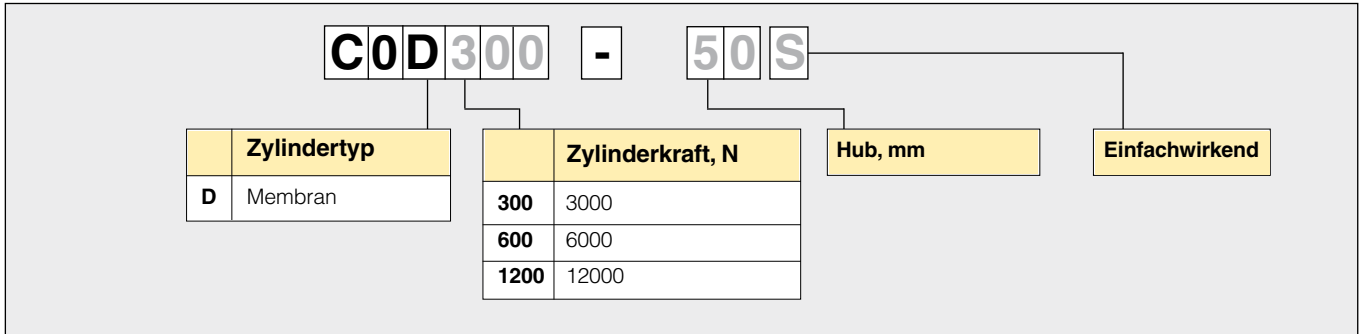 C0D300 - 50S
Zylindertyp
D Membran
Zylinderkraft, N
300 3000
600 6000
1200 12000
Hub, mm
Einfachwirkend